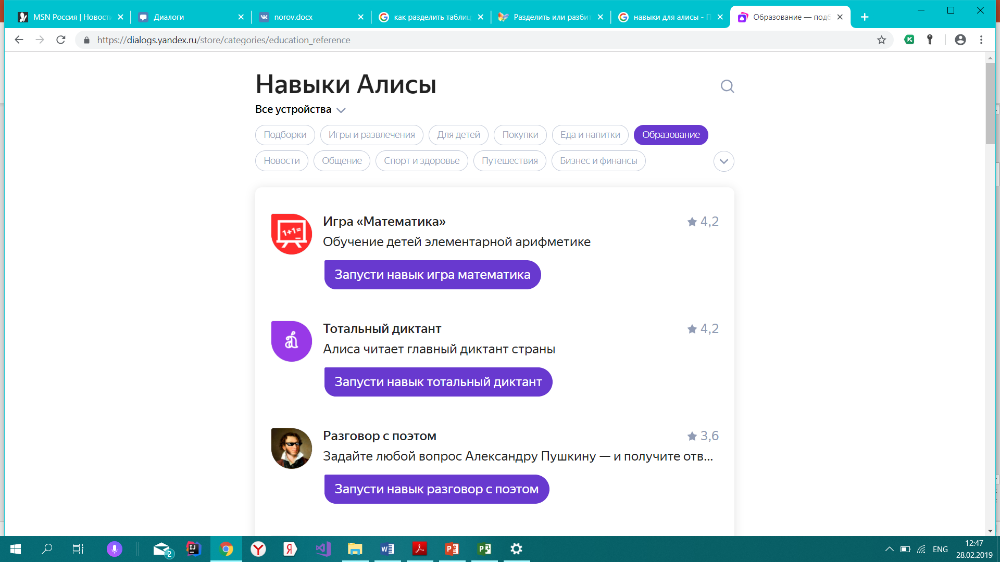 MSN Россия | Новости
Диалоги
norov.docx
как разделить таблиц
Разделить или разбит
навыки для алисы - П
Образование — подб
https://dialogs.yandex.ru/store/categories/education_reference
Навыки Алисы
Все устройства
Подборки
Игры и развлечения
Для детей
Покупки
Еда и напитки
Образование
Новости
Общение
Спорт и здоровье
Путешествия
Бизнес и финансы
1+1=
Игра «Математика»
4,2
Обучение детей элементарной арифметике
Запусти навык игра математика
Тотальный диктант
4,2
Алиса читает главный диктант страны
Запусти навык тотальный диктант
Разговор с поэтом
3,6
Задайте любой вопрос Александру Пушкину — и получите отв...
Запусти навык разговор с поэтом
2
ENG
12:47
28.02.2019